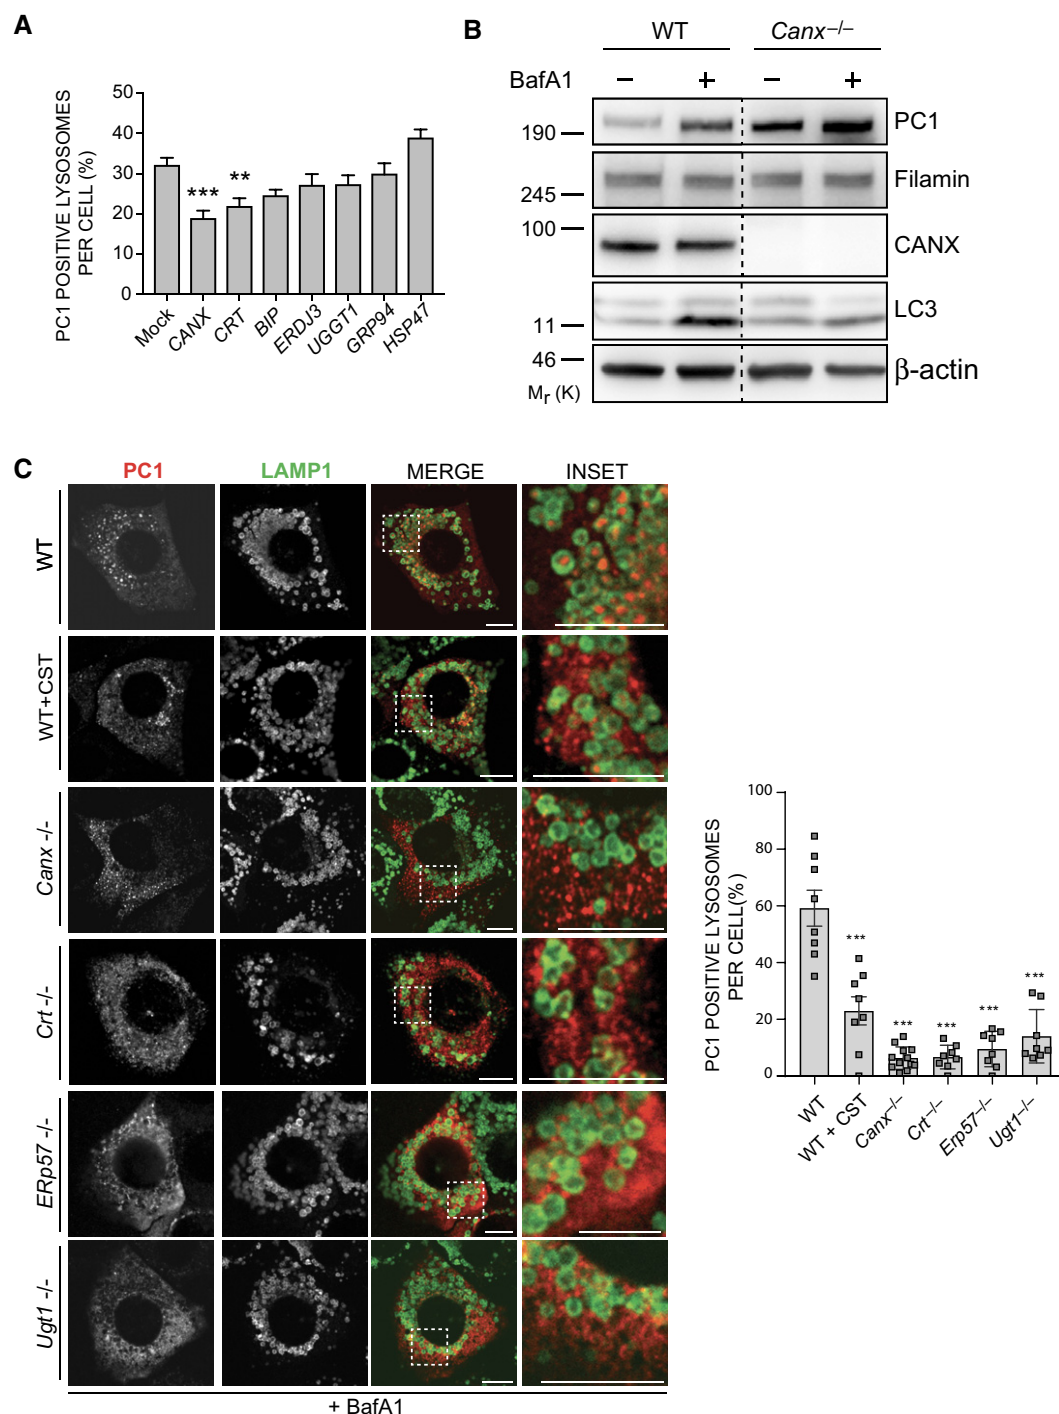 A
PC1 POSITIVE LYSOSOMES
PER CELL (%)
50
40
30
20
10
0
***
**
Mock
CANX
CRT
BIP
ERDJ3
UGGT1
GRP94
HSP47
B
WT
Canx–/–
BafA1
–
+
–
+
190
PC1
245
Filamin
100
CANX
11
LC3
46
β-actin
Mr (K)
C
PC1
LAMP1
MERGE
INSET
WT
WT+CST
Canx -/-
Crt -/-
ERp57 -/-
Ugt1 -/-
+ BafA1
PC1 POSITIVE LYSOSOMES
PER CELL(%)
100
80
60
40
20
0
***
***
***
***
***
WT
WT + CST
Canx–/–
Crt–/–
Erp57–/–
Ugt1–/–